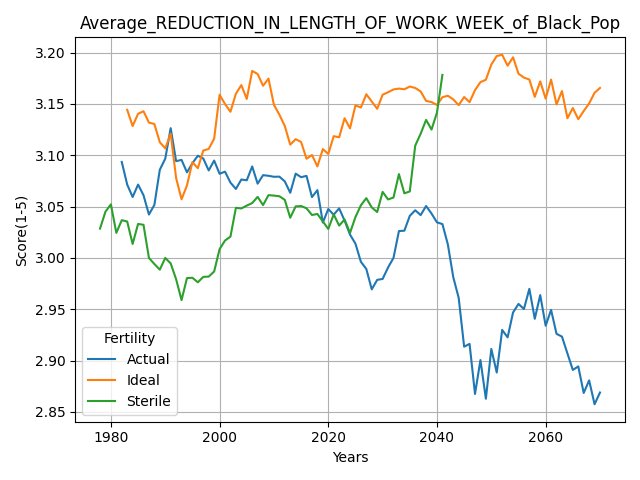 Average_REDUCTION_IN_LENGTH_OF_WORK_WEEK_of_Black_Pop
3.20
3.15
3.10
3.05
3.00
2.95
2.90
2.85
Score(1-5)
Fertility
Actual
Ideal
Sterile
1980 2000 2020 2040 2060
Years